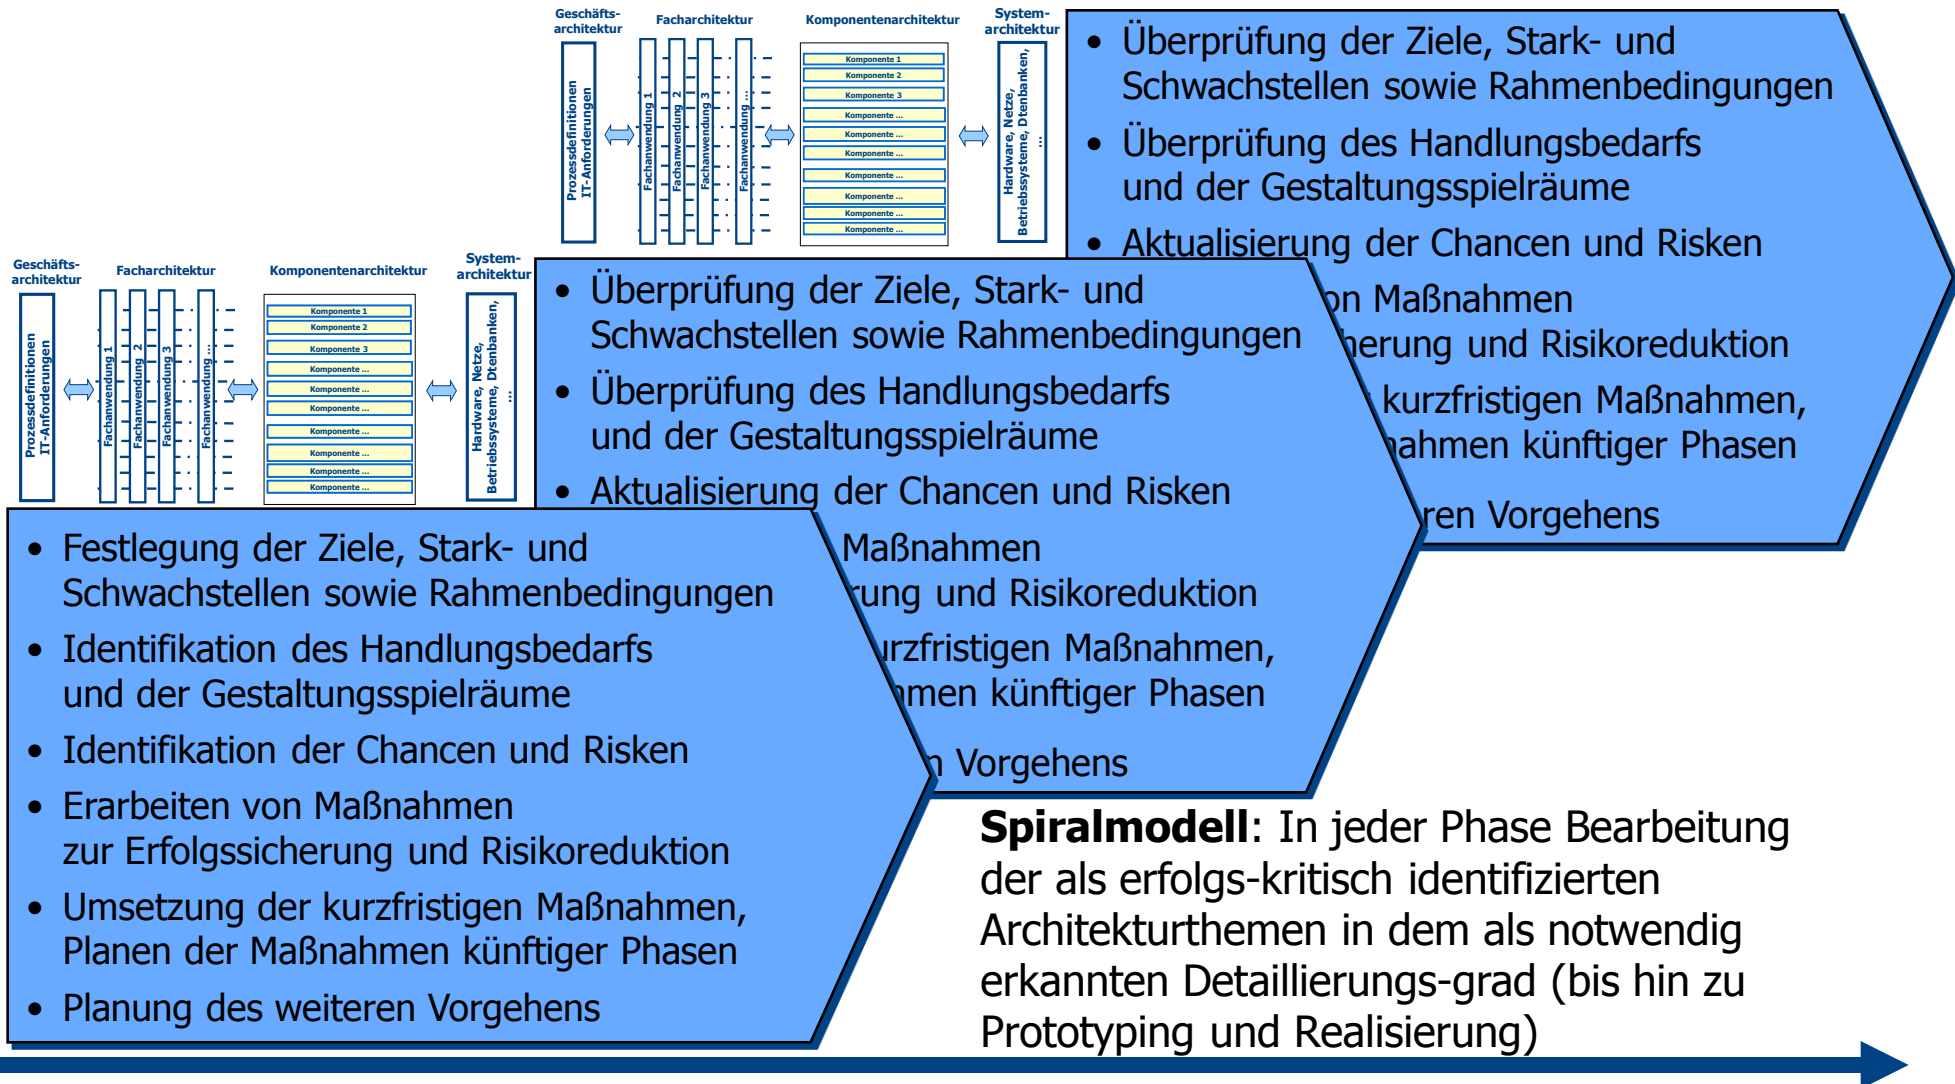 Geschäfts-
architektur
Facharchitektur
Komponentenarchitektur
System-
architektur
Prozessdefinitionen
IT-Anforderungen
Fachanwendung 1
Fachanwendung 2
Fachanwendung 3
Fachanwendung ...
Komponente 1
Komponente 2
Komponente 3
Komponente ...
Komponente ...
Komponente ...
Komponente ...
Komponente ...
Komponente ...
Komponente ...
Hardware, Netze,
Betriebssysteme, Dtenbanken,
...
• Überprüfung der Ziele, Stark- und
Schwachstellen sowie Rahmenbedingungen
• Überprüfung des Handlungsbedarfs
und der Gestaltungsspielräume
• Aktualisierung der Chancen und Risken
on Maßnahmen
herung und Risikoreduktion
kurzfristigen Maßnahmen,
ahmen künftiger Phasen
ren Vorgehens
Geschäfts-
architektur
Facharchitektur
Komponentenarchitektur
System-
architektur
Prozessdefinitionen
IT-Anforderungen
Fachanwendung 1
Fachanwendung 2
Fachanwendung 3
Fachanwendung ...
Komponente 1
Komponente 2
Komponente 3
Komponente ...
Komponente ...
Komponente ...
Komponente ...
Komponente ...
Komponente ...
Komponente ...
Hardware, Netze,
Betriebssysteme, Dtenbanken,
...
• Überprüfung der Ziele, Stark- und
Schwachstellen sowie Rahmenbedingungen
• Überprüfung des Handlungsbedarfs
und der Gestaltungsspielräume
• Aktualisierung der Chancen und Risken
Maßnahmen
rung und Risikoreduktion
urzfristigen Maßnahmen,
hmen künftiger Phasen
n Vorgehens
• Festlegung der Ziele, Stark- und
Schwachstellen sowie Rahmenbedingungen
• Identifikation des Handlungsbedarfs
und der Gestaltungsspielräume
• Identifikation der Chancen und Risken
• Erarbeiten von Maßnahmen
zur Erfolgssicherung und Risikoreduktion
• Umsetzung der kurzfristigen Maßnahmen,
Planen der Maßnahmen künftiger Phasen
• Planung des weiteren Vorgehens
Spiralmodell: In jeder Phase Bearbeitung
der als erfolgs-kritisch identifizierten
Architekturthemen in dem als notwendig
erkannten Detaillierungs-grad (bis hin zu
Prototyping und Realisierung)